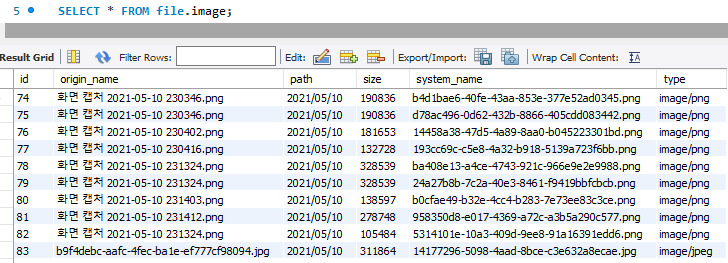 5 SELECT * FROM file.image;
Result Grid Filter Rows: Edit: Export/Import: Wrap Cell Content:
id origin_name path size system_name type
74 화면 캡처 2021-05-10 230346.png 2021/05/10 190836 b4d1bae6-40fe-43aa-853e-377e52ad0345.png image/png
75 화면 캡처 2021-05-10 230346.png 2021/05/10 190836 d78ac496-0d62-432b-8866-405cdd083442.png image/png
76 화면 캡처 2021-05-10 230402.png 2021/05/10 181653 14458a38-47d5-4a89-8aa0-b045223301bd.png image/png
77 화면 캡처 2021-05-10 230416.png 2021/05/10 132728 193cc69c-c5e8-4a32-b918-5139a723f6bb.png image/png
78 화면 캡처 2021-05-10 231324.png 2021/05/10 328539 ba408e13-a4ce-4743-921c-966e9e2e9988.png image/png
79 화면 캡처 2021-05-10 231324.png 2021/05/10 328539 24a27b8b-7c2a-40e3-8461-f9419bbfcbcb.png image/png
80 화면 캡처 2021-05-10 231403.png 2021/05/10 138597 b0cfae49-b32e-4cc4-b283-7e73ee83c3ce.png image/png
81 화면 캡처 2021-05-10 231412.png 2021/05/10 278748 958350d8-e017-4369-a72c-a3b5a290c577.png image/png
82 화면 캡처 2021-05-10 231324.png 2021/05/10 105484 5314101e-10a3-409d-9ee8-91a16391edd6.png image/png
83 b9f4debc-aafc-4fec-ba1e-ef777cf98094.jpg 2021/05/10 311864 14177296-5098-4aad-8bce-c3e632a8ecae.jpg image/jpeg